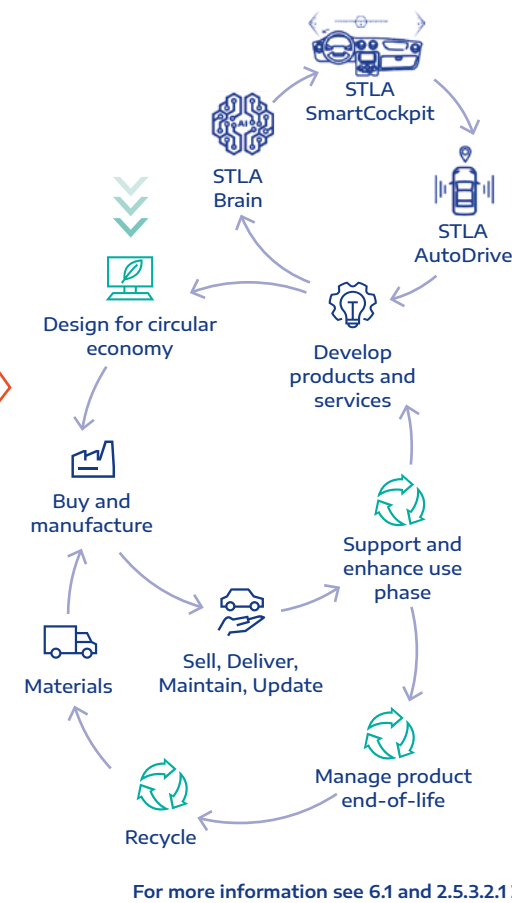 STLA
SmartCockpit
AI
STLA
Brain
STLA
AutoDrive
Design for circular
economy
Develop
products and
services
Buy and
manufacture
Support and
enhance use
phase
Sell, Deliver,
Maintain, Update
Materials
Manage product
end-of-life
Recycle
For more information see 6.1 and 2.5.3.2.1